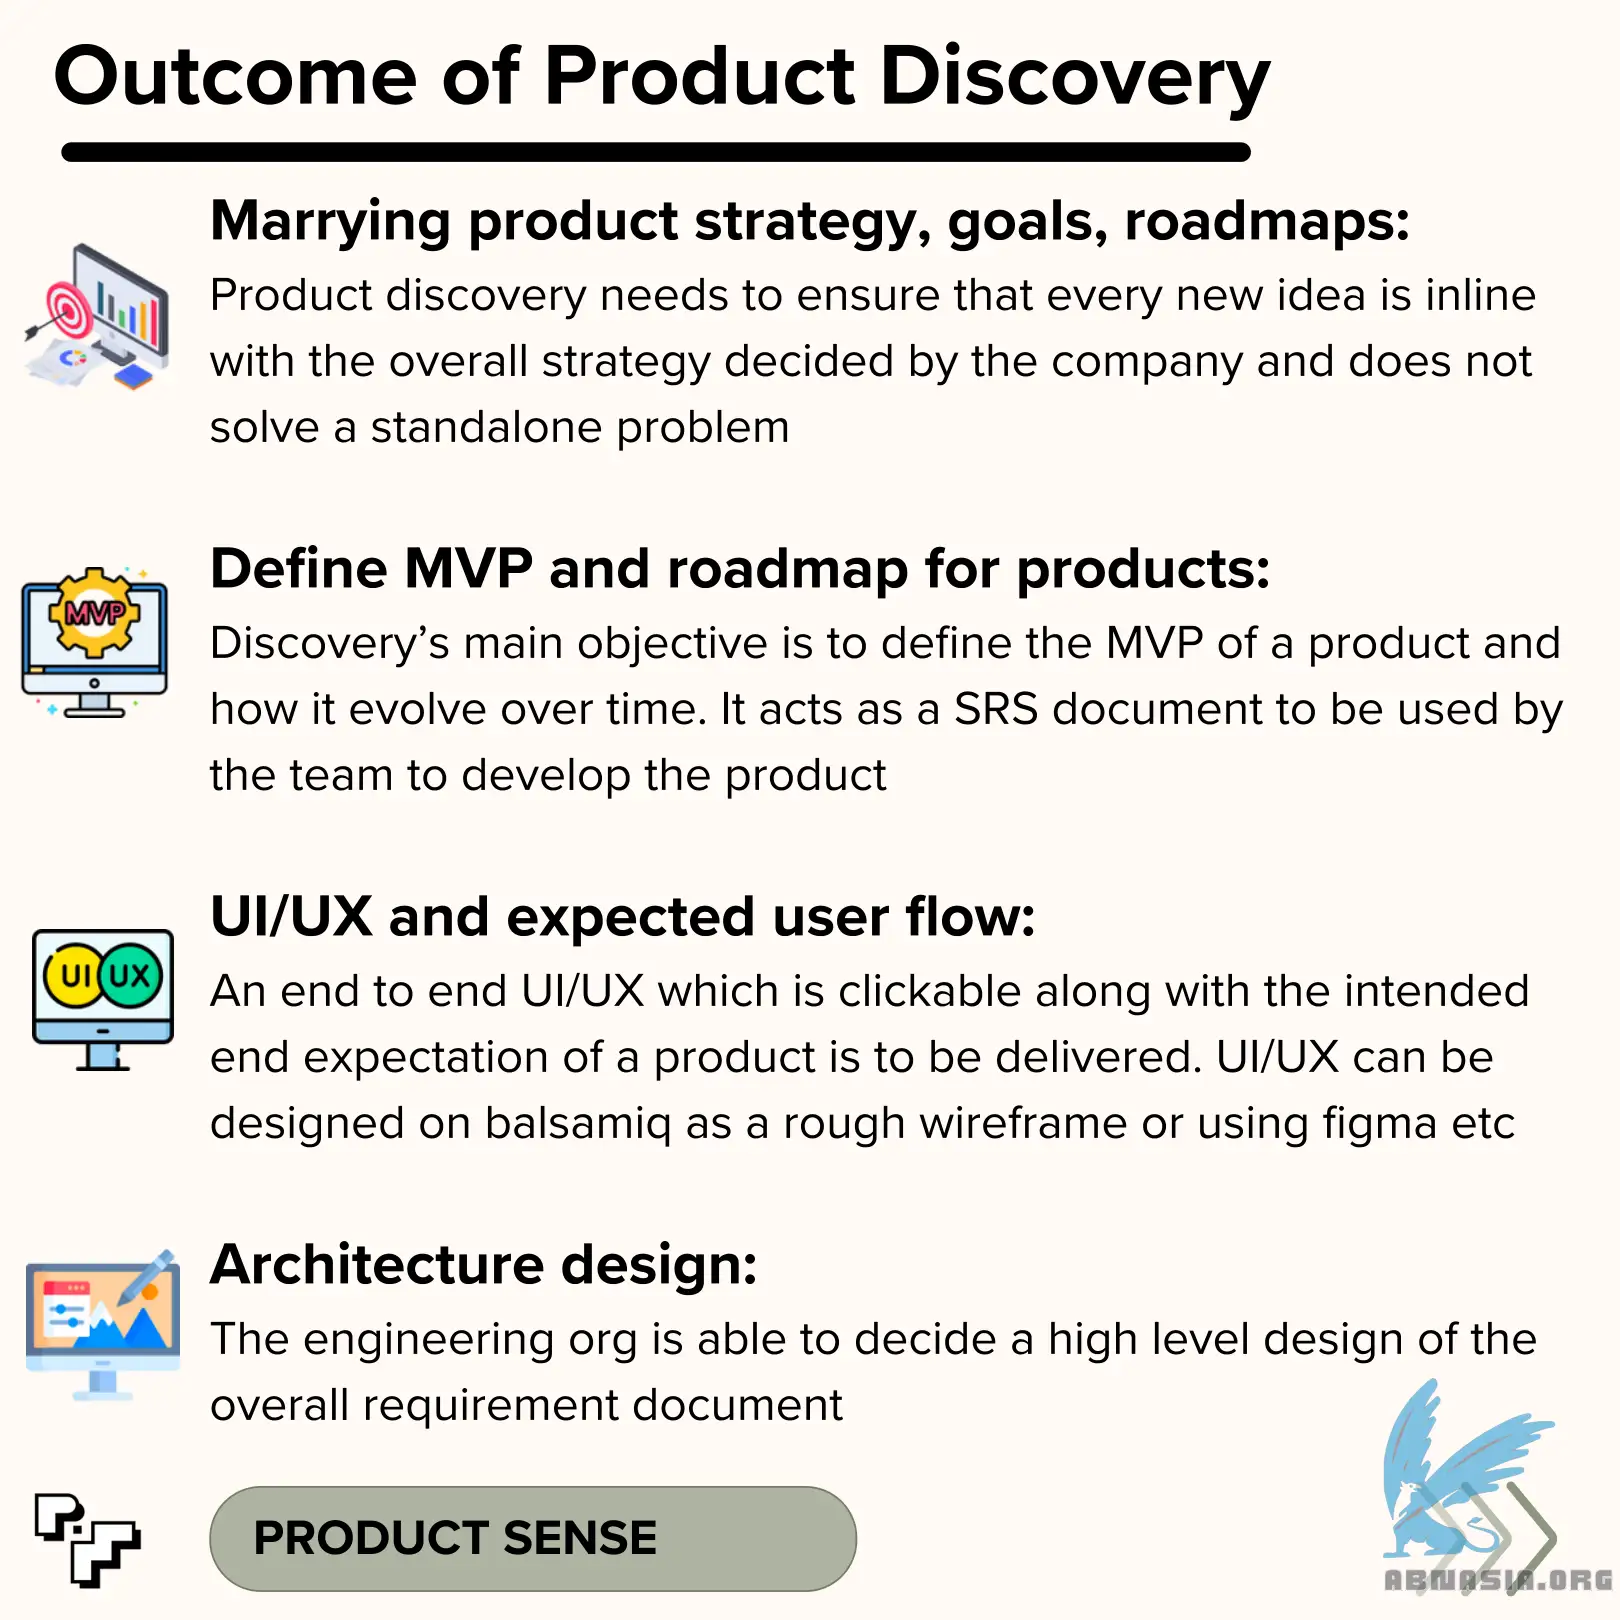 Outcome of Product Discovery
Marrying product strategy, goals, roadmaps:
Product discovery needs to ensure that every new idea is inline
with the overall strategy decided by the company and does not
solve a standalone problem
MVP
Define MVP and roadmap for products:
Discovery’s main objective is to define the MVP of a product and
how it evolve over time. It acts as a SRS document to be used by
the team to develop the product
UI UX
UI/UX and expected user flow:
An end to end UI/UX which is clickable along with the intended
end expectation of a product is to be delivered. UI/UX can be
designed on balsamiq as a rough wireframe or using figma etc
Architecture design:
The engineering org is able to decide a high level design of the
overall requirement document
PRODUCT SENSE
ABNASIA.ORG